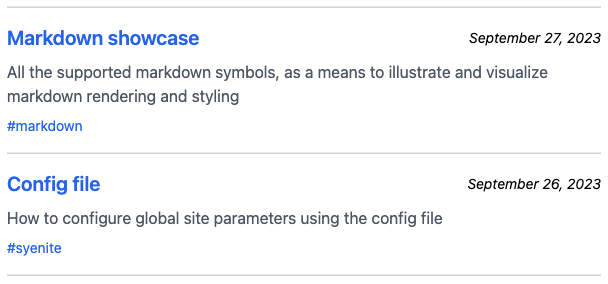 Markdown showcase
September 27, 2023
All the supported markdown symbols, as a means to illustrate and visualize
markdown rendering and styling
#markdown
Config file
September 26, 2023
How to configure global site parameters using the config file
#syenite